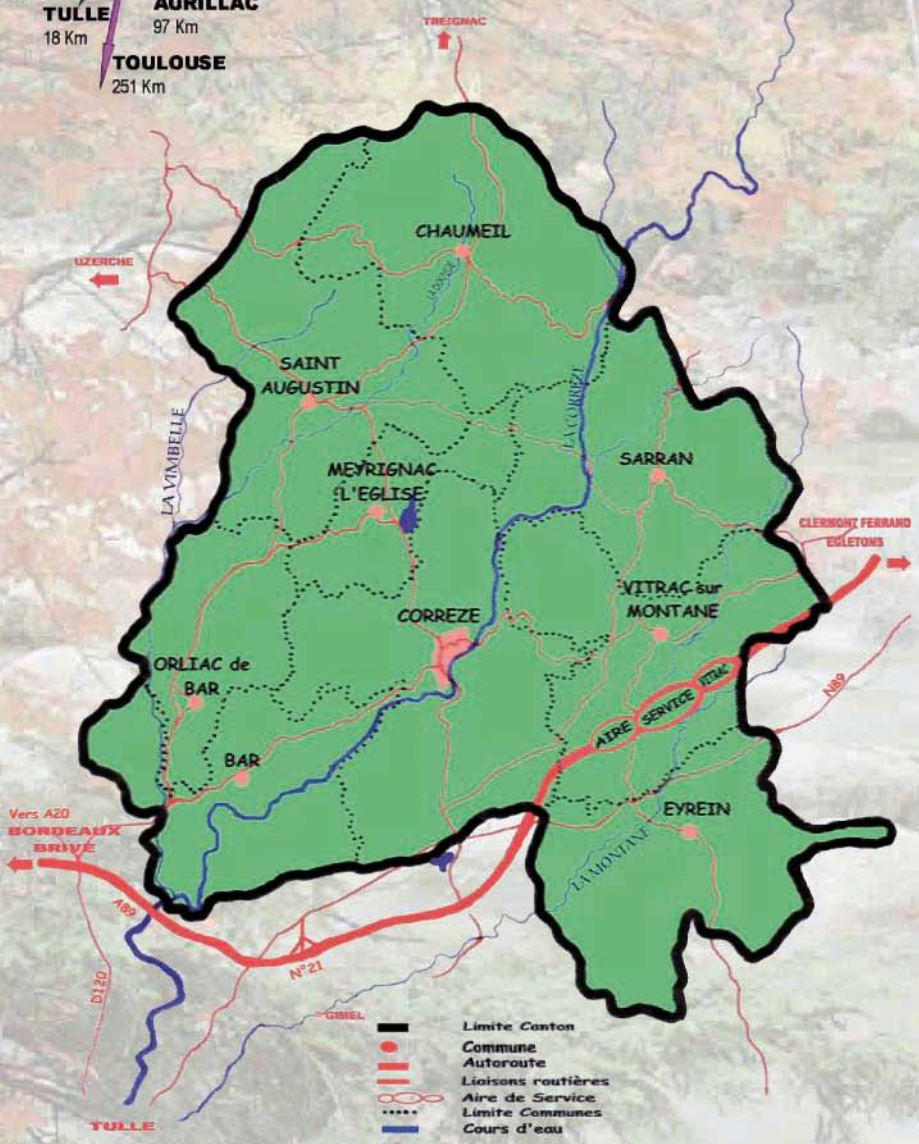 TULLE
18 Km
AURILLAC
97 Km
TOULOUSE
251 Km
TREIGNAC
UZERCHE
CHAUMEIL
SAINT
AUGUSTIN
LA VIMBELLE
LA CORREZE
MEYRIGNAC
L'EGLISE
SARRAN
CLERMONT FERRAND
EGLETONS
VITRAC sur
MONTANE
CORREZE
ORLIAC de
BAR
AIRE SERVICE VITRAC
N89
BAR
EYREIN
LA MONTANE
Vers A20
BORDEAUX
BRIVE
A89
N°21
D120
GIMEL
TULLE
Limite Canton
Commune
Autoroute
Liaisons routières
Aire de Service
Limite Communes
Cours d'eau